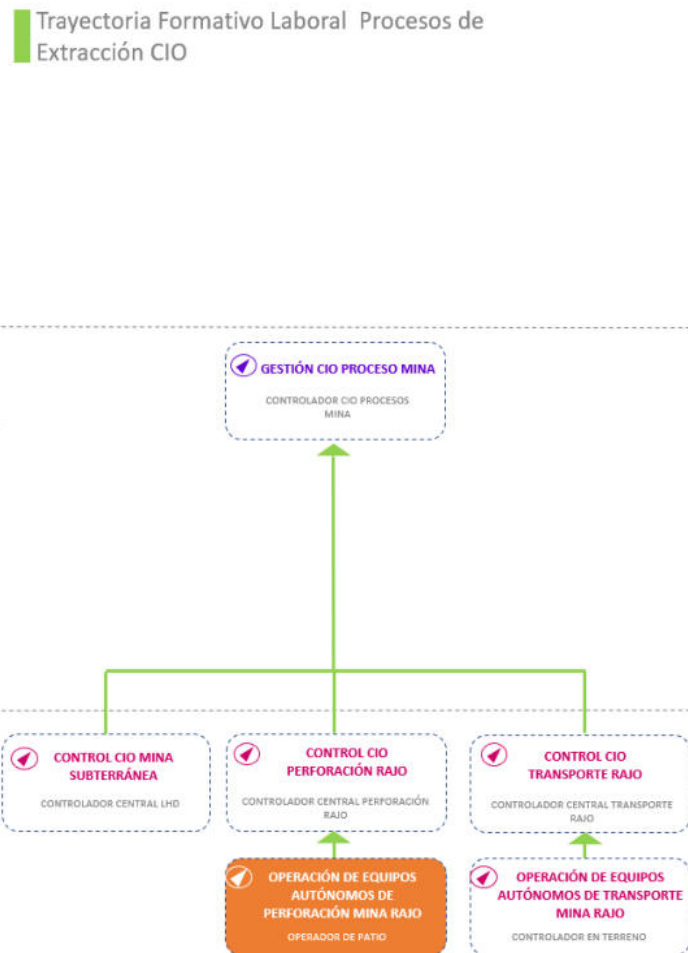 Trayectoria Formativo Laboral Procesos de
Extracción CIO
GESTIÓN CIO PROCESO MINA
CONTROLADOR CIO PROCESOS
MINA
CONTROL CIO MINA
SUBTERRÁNEA
CONTROLADOR CENTRAL LHD
CONTROL CIO
PERFORACIÓN RAJO
CONTROLADOR CENTRAL PERFORACIÓN
RAJO
CONTROL CIO
TRANSPORTE RAJO
CONTROLADOR CENTRAL TRANSPORTE
RAJO
OPERACIÓN DE EQUIPOS
AUTÓNOMOS DE
PERFORACIÓN MINA RAJO
OPERADOR DE PATIO
OPERACIÓN DE EQUIPOS
AUTÓNOMOS DE TRANSPORTE
MINA RAJO
CONTROLADOR EN TERRENO